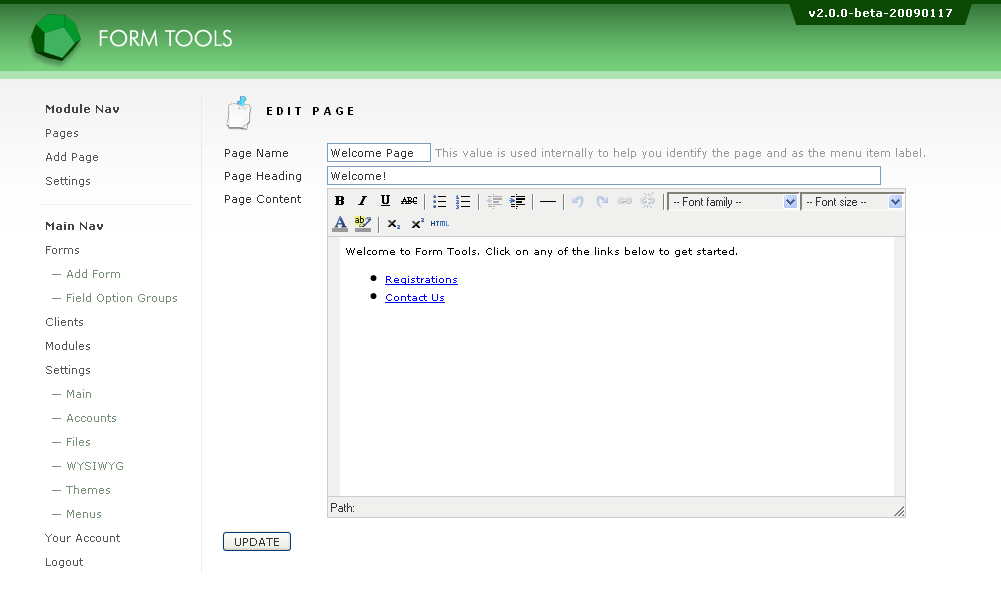 v2.0.0-beta-20090117
FORM TOOLS
Module Nav
Pages
Add Page
Settings
Main Nav
Forms
— Add Form
— Field Option Groups
Clients
Modules
Settings
— Main
— Accounts
— Files
— WYSIWYG
— Themes
— Menus
Your Account
Logout
EDIT PAGE
Page Name Welcome Page This value is used internally to help you identify the page and as the menu item label.
Page Heading Welcome!
Page Content
B I U ABC -- Font family -- -- Font size --
A ab x₂ x² HTML
Welcome to Form Tools. Click on any of the links below to get started.
• Registrations
• Contact Us
Path:
UPDATE